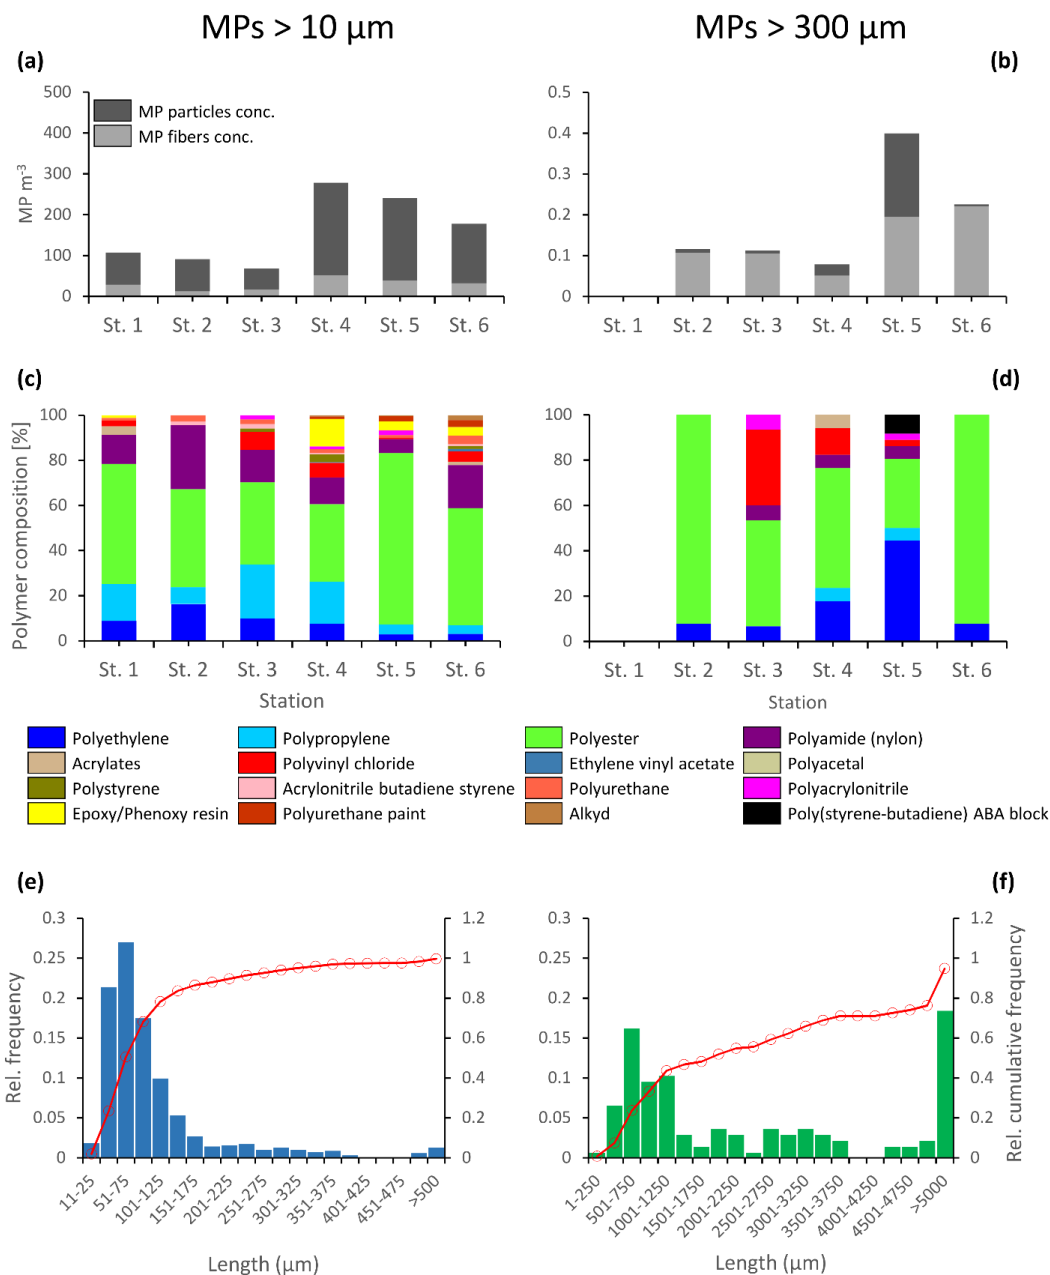 MPs > 10 µm
MPs > 300 µm
(a)
(b)
500
400
300
200
100
0
MP m⁻³
MP particles conc.
MP fibers conc.
St. 1 St. 2 St. 3 St. 4 St. 5 St. 6
0.5
0.4
0.3
0.2
0.1
0
St. 1 St. 2 St. 3 St. 4 St. 5 St. 6
(c)
(d)
100
80
60
40
20
0
Polymer composition [%]
St. 1 St. 2 St. 3 St. 4 St. 5 St. 6
Station
100
80
60
40
20
0
St. 1 St. 2 St. 3 St. 4 St. 5 St. 6
Station
Polyethylene Polypropylene Polyester Polyamide (nylon)
Acrylates Polyvinyl chloride Ethylene vinyl acetate Polyacetal
Polystyrene Acrylonitrile butadiene styrene Polyurethane Polyacrylonitrile
Epoxy/Phenoxy resin Polyurethane paint Alkyd Poly(styrene-butadiene) ABA block
(e)
(f)
0.3
0.25
0.2
0.15
0.1
0.05
0
Rel. frequency
1.2
1
0.8
0.6
0.4
0.2
0
11-25 51-75 101-125 151-175 201-225 251-275 301-325 351-375 401-425 451-475 >500
Length (µm)
0.3
0.25
0.2
0.15
0.1
0.05
0
1.2
1
0.8
0.6
0.4
0.2
0
Rel. cumulative frequency
1-250 501-750 1001-1250 1501-1750 2001-2250 2501-2750 3001-3250 3501-3750 4001-4250 4501-4750 >5000
Length (µm)